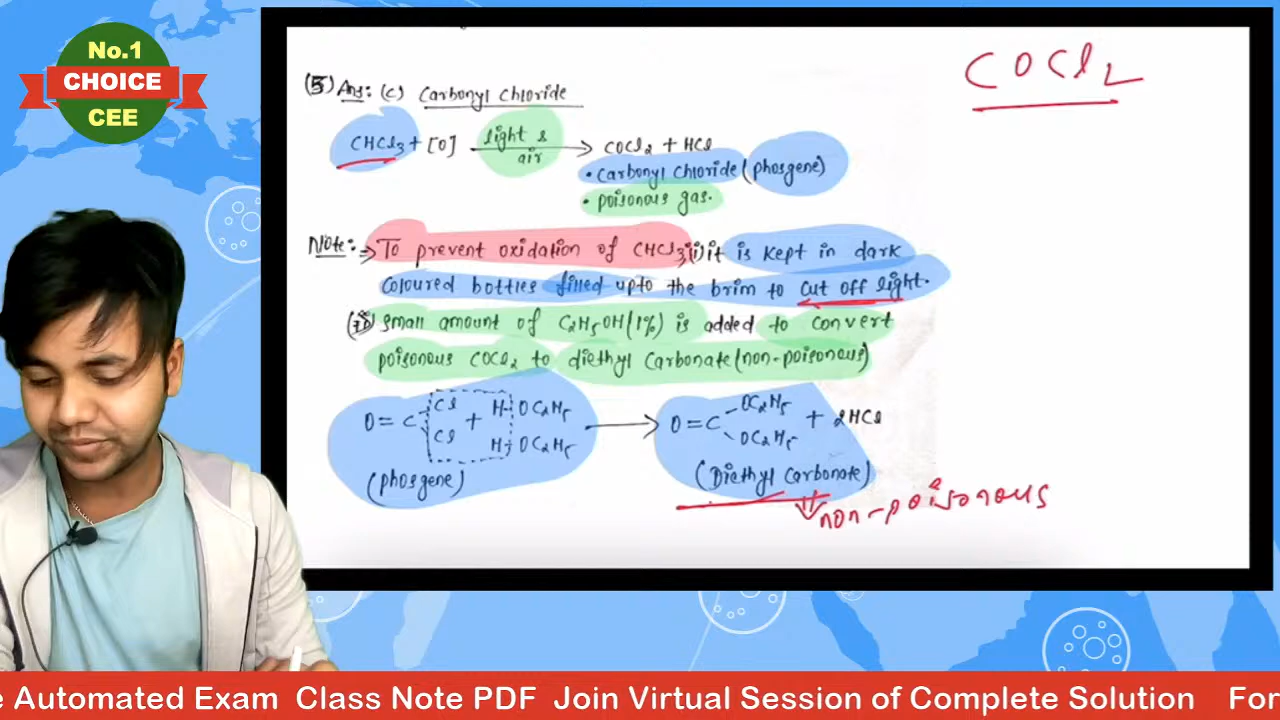 No.1
CHOICE
CEE
COCl2
(5) Ans: (c) Carbonyl Chloride
CHCl3 + [O] light & air → COCl2 + HCl
• carbonyl chloride (phosgene)
• poisonous gas.
Note: ⇒ To prevent oxidation of CHCl3, (i) it is kept in dark
coloured bottles filled upto the brim to cut off light.
(ii) small amount of C2H5OH (1%) is added to convert
poisonous COCl2 to diethyl carbonate (non-poisonous)
O = C Cl + H OC2H5 → O = C OC2H5 + 2HCl
Cl H OC2H5 OC2H5
(phosgene) (Diethyl Carbonate)
⇓ non-poisonous
e Automated Exam Class Note PDF Join Virtual Session of Complete Solution For